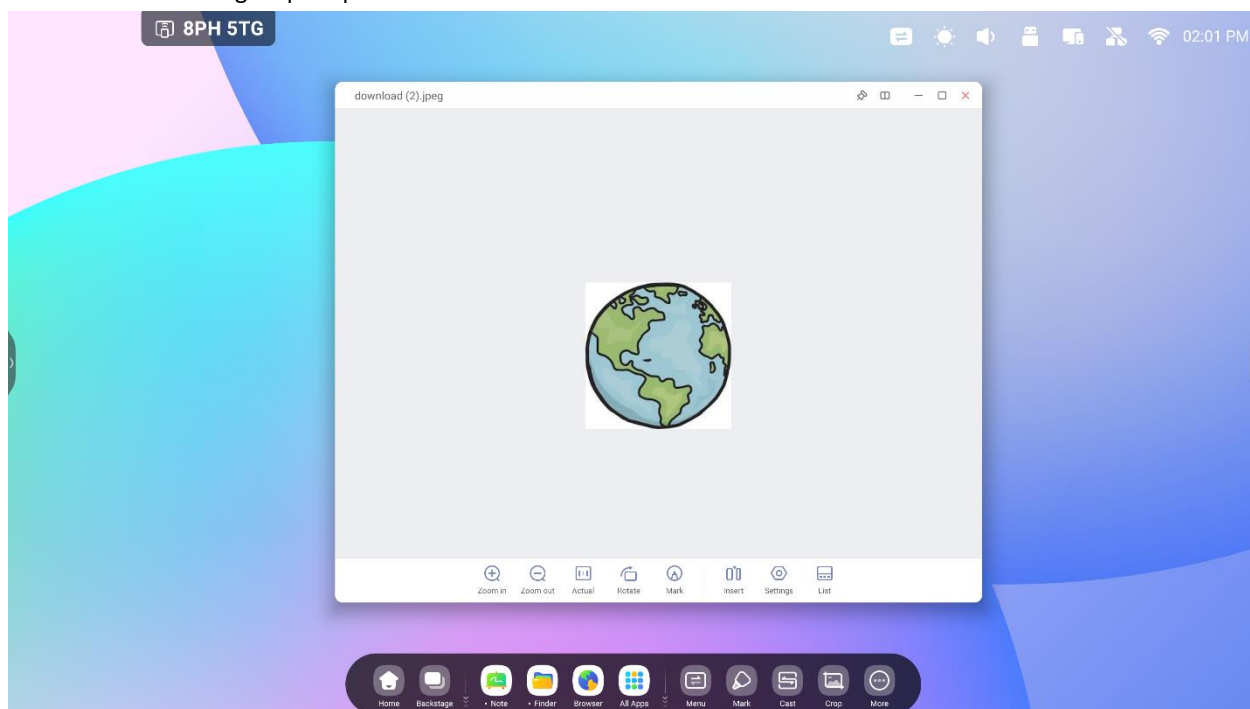 8PH 5TG
02:01 PM
download (2).jpeg
Zoom in Zoom out Actual Rotate Mark Insert Settings List
Home Backstage • Note • Finder Browser All Apps Menu Mark Cast Crop More